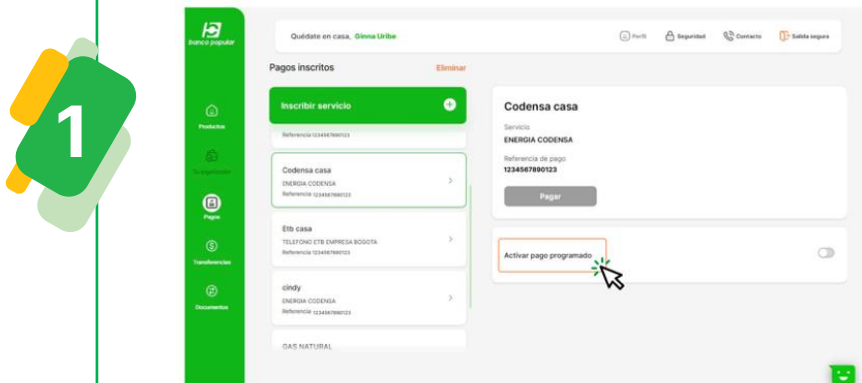 1
banco popular
Quédate en casa, Ginna Uribe
Perfil
Seguridad
Contacto
Salida segura
Pagos inscritos
Eliminar
Productos
Pagos
Transferencias
Documentos
Inscribir servicio
Referencia 1234567890123
Codensa casa
ENERGIA CODENSA
Referencia 1234567890123
Etb casa
TELEFONO ETB EMPRESA BOGOTA
Referencia 1234567890123
cindy
ENERGIA CODENSA
Referencia 1234567890123
GAS NATURAL
Codensa casa
Servicio
ENERGIA CODENSA
Referencia de pago
1234567890123
Pagar
Activar pago programado